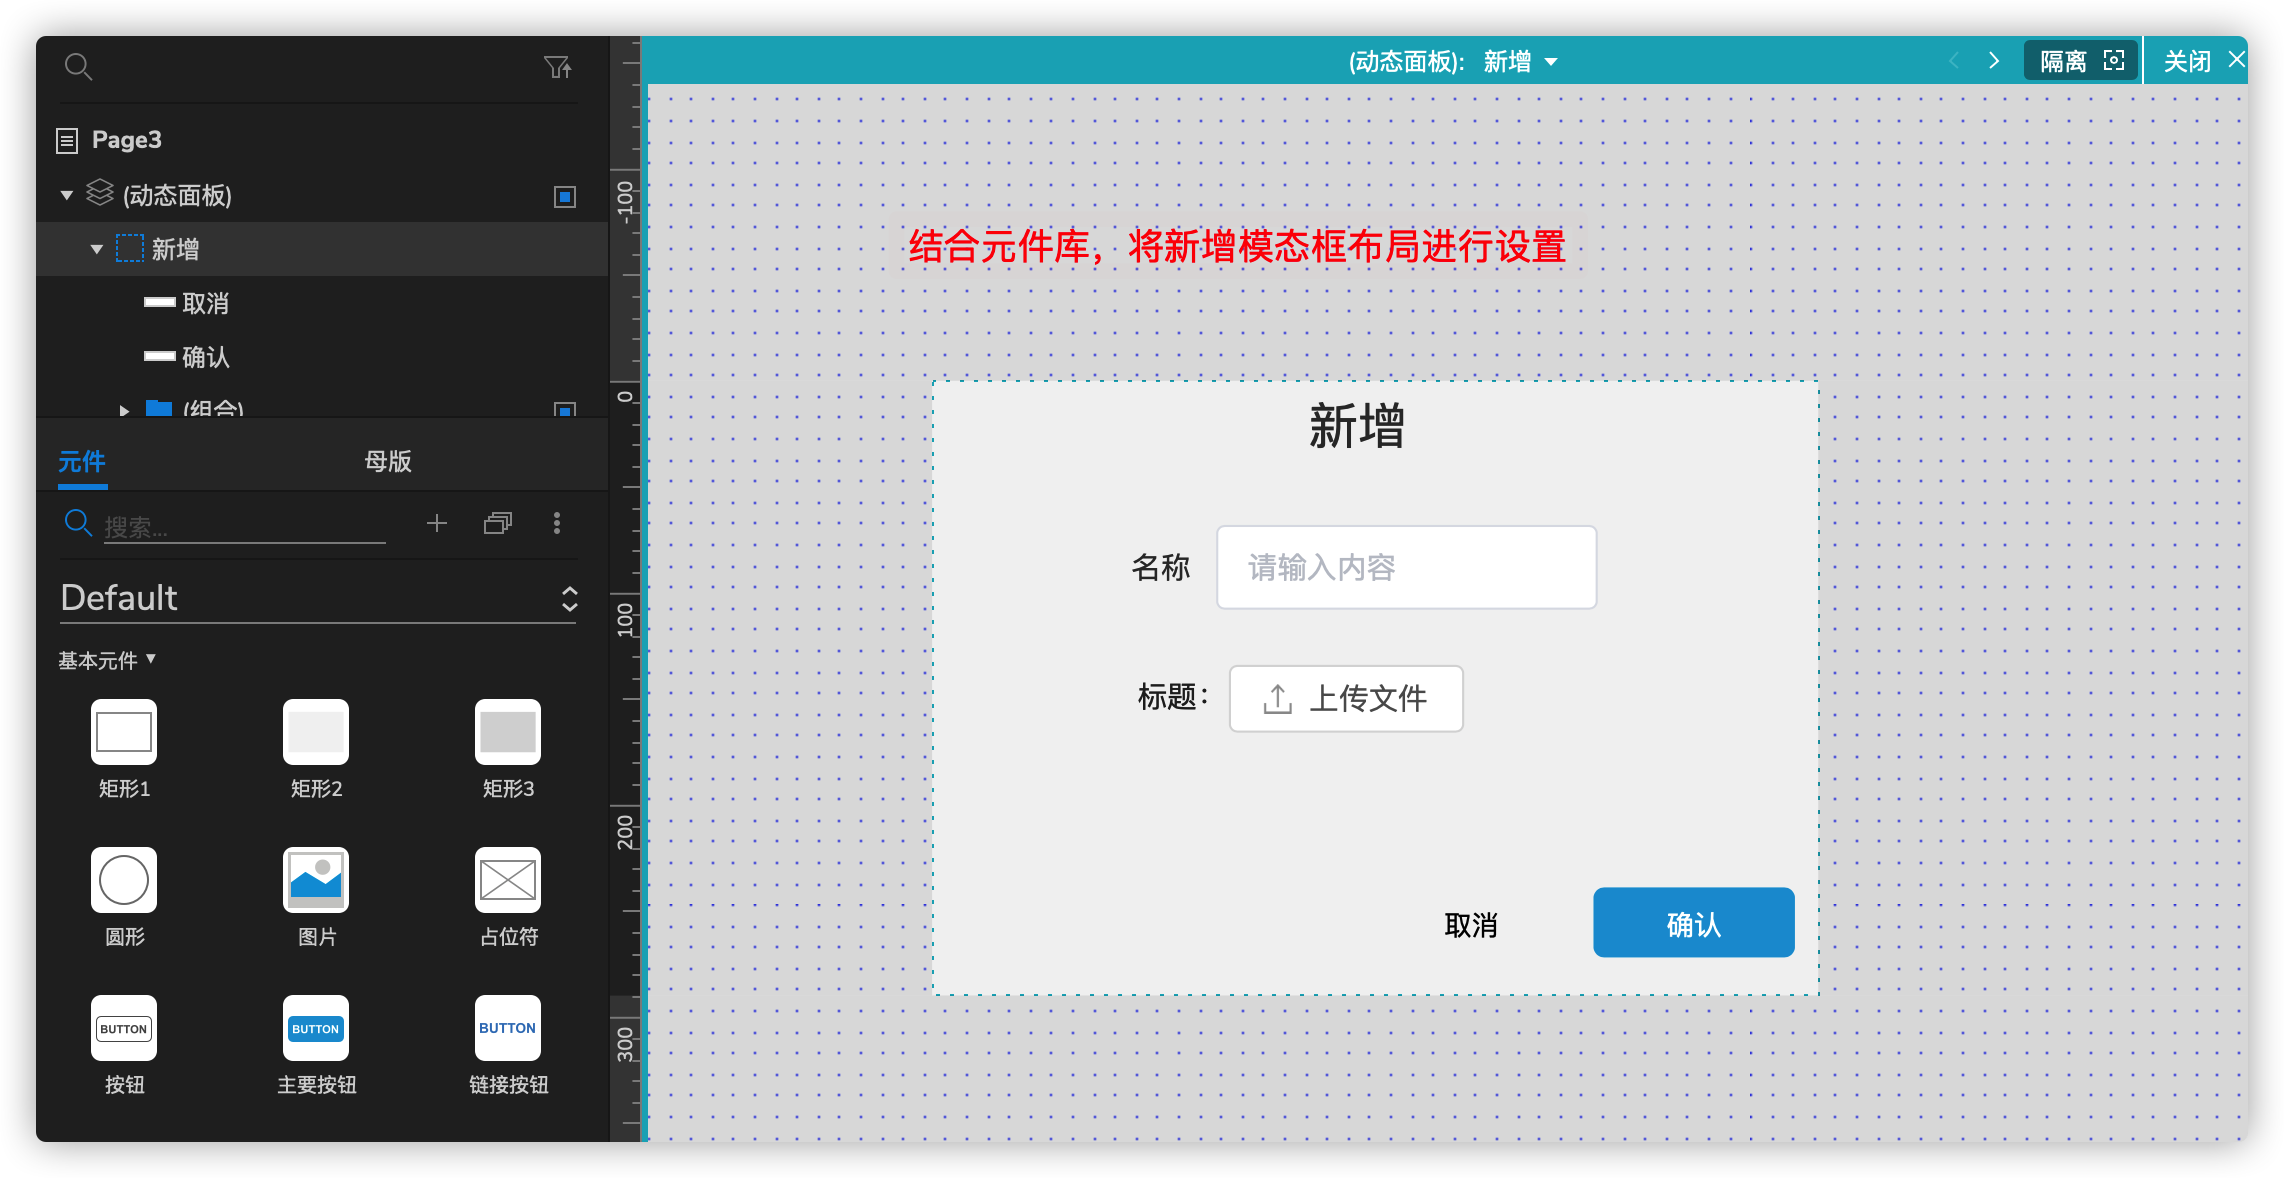 Page3
(动态面板)
新增
取消
确认
(组合)
元件
母版
搜索...
Default
基本元件
矩形1
矩形2
矩形3
圆形
图片
占位符
BUTTON
BUTTON
BUTTON
按钮
主要按钮
链接按钮
-100
0
100
200
300
(动态面板): 新增
隔离
关闭
结合元件库，将新增模态框布局进行设置
新增
名称
请输入内容
标题：
上传文件
取消
确认